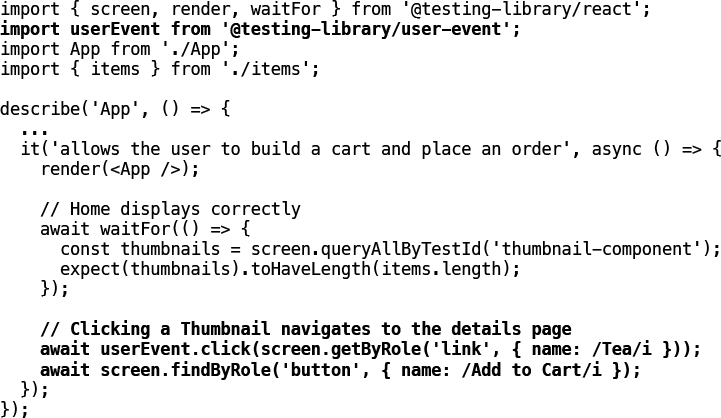 import { screen, render, waitFor } from '@testing-library/react';
import userEvent from '@testing-library/user-event';
import App from './App';
import { items } from './items';

describe('App', () => {
  ...
  it('allows the user to build a cart and place an order', async () => {
    render(<App />);

    // Home displays correctly
    await waitFor(() => {
      const thumbnails = screen.queryAllByTestId('thumbnail-component');
      expect(thumbnails).toHaveLength(items.length);
    });

    // Clicking a Thumbnail navigates to the details page
    await userEvent.click(screen.getByRole('link', { name: /Tea/i }));
    await screen.findByRole('button', { name: /Add to Cart/i });
  });
});